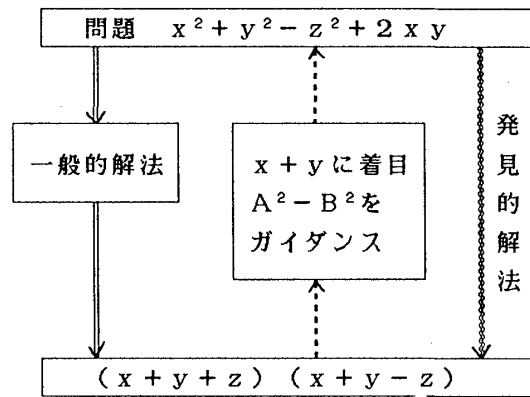 問題 x²+y²-z²+2xy
一般的解法
x+yに着目
A²-B²を
ガイダンス
発見的解法
(x+y+z)(x+y-z)